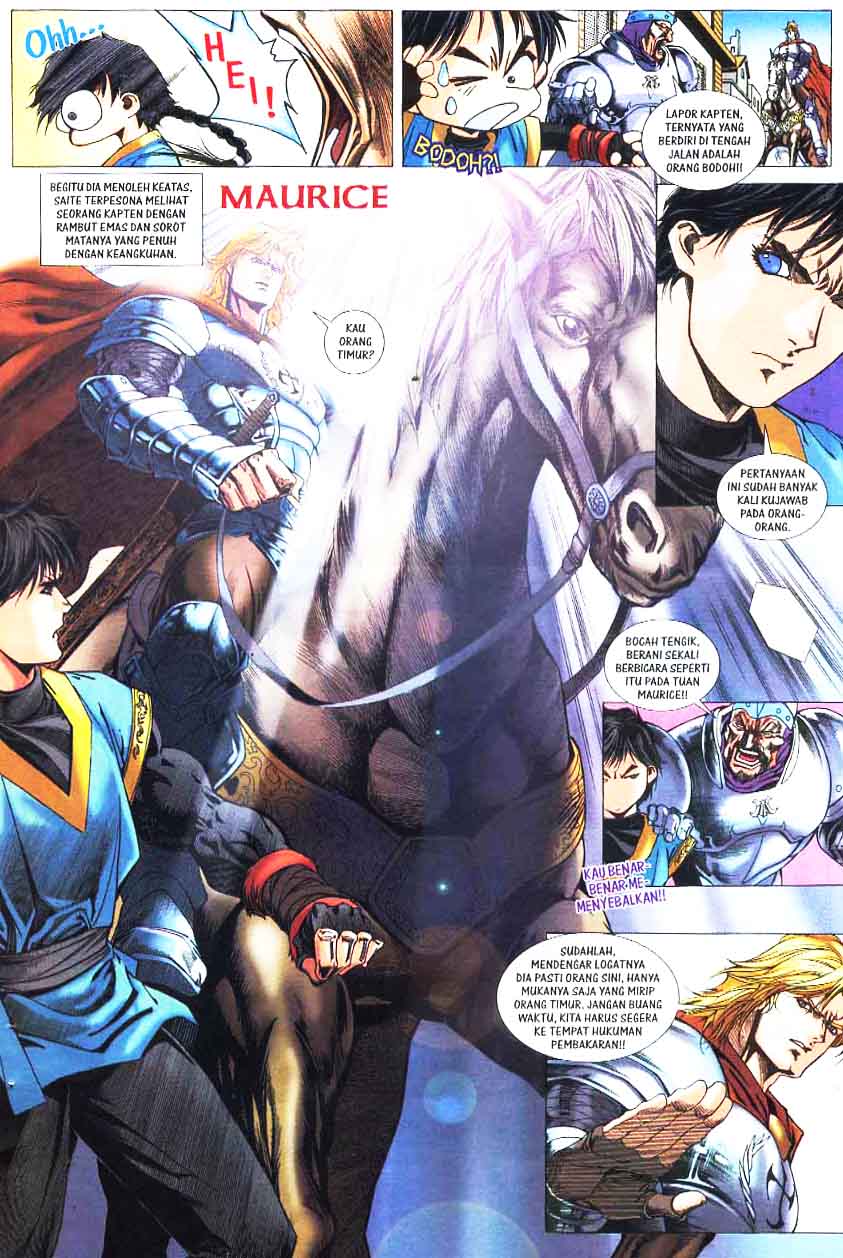 Ohh...
HEI!
BODOH?!
LAPOR KAPTEN,
TERNYATA YANG
BERDIRI DI TENGAH
JALAN ADALAH
ORANG BODOH!!
BEGITU DIA MENOLEH KEATAS,
SAITE TERPESONA MELIHAT
SEORANG KAPTEN DENGAN
RAMBUT EMAS DAN SOROT
MATANYA YANG PENUH
DENGAN KEANGKUHAN.
MAURICE
KAU
ORANG
TIMUR?
PERTANYAAN
INI SUDAH BANYAK
KALI KUJAWAB
PADA ORANG-
ORANG.
BOCAH TENGIK,
BERANI SEKALI
BERBICARA SEPERTI
ITU PADA TUAN
MAURICE!!
KAU BENAR-
BENAR ME-
MENYEBALKAN!!
SUDAHLAH,
MENDENGAR LOGATNYA
DIA PASTI ORANG SINI, HANYA
MUKANYA SAJA YANG MIRIP
ORANG TIMUR. JANGAN BUANG
WAKTU, KITA HARUS SEGERA
KE TEMPAT HUKUMAN
PEMBAKARAN!!